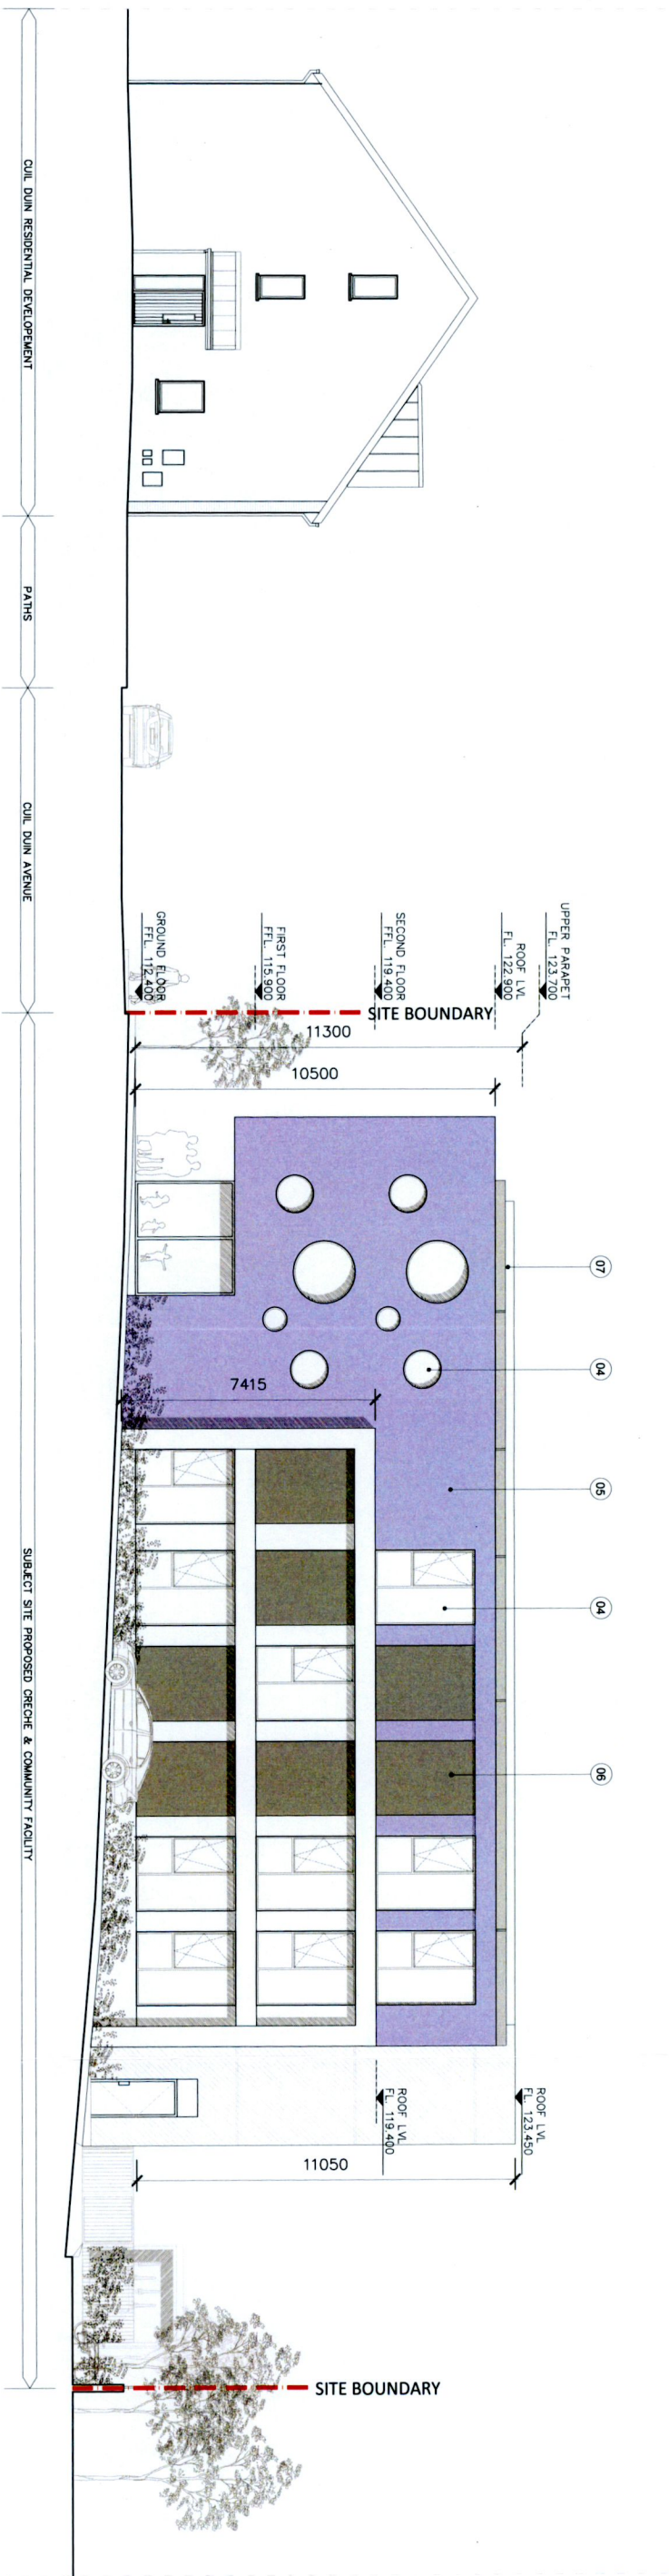 07
04
05
04
06
UPPER PARAPET
FL. 123.700
ROOF LVL
FL. 122.900
SECOND FLOOR
FFL. 119.400
FIRST FLOOR
FFL. 115.900
GROUND FLOOR
FFL. 112.400
SITE BOUNDARY
11300
10500
7415
ROOF LVL
FL. 123.450
ROOF LVL
FL. 119.400
11050
SITE BOUNDARY
CUIL DUIN RESIDENTIAL DEVELOPEMENT
PATHS
CUIL DUIN AVENUE
SUBJECT SITE PROPOSED CRECHE & COMMUNITY FACILITY